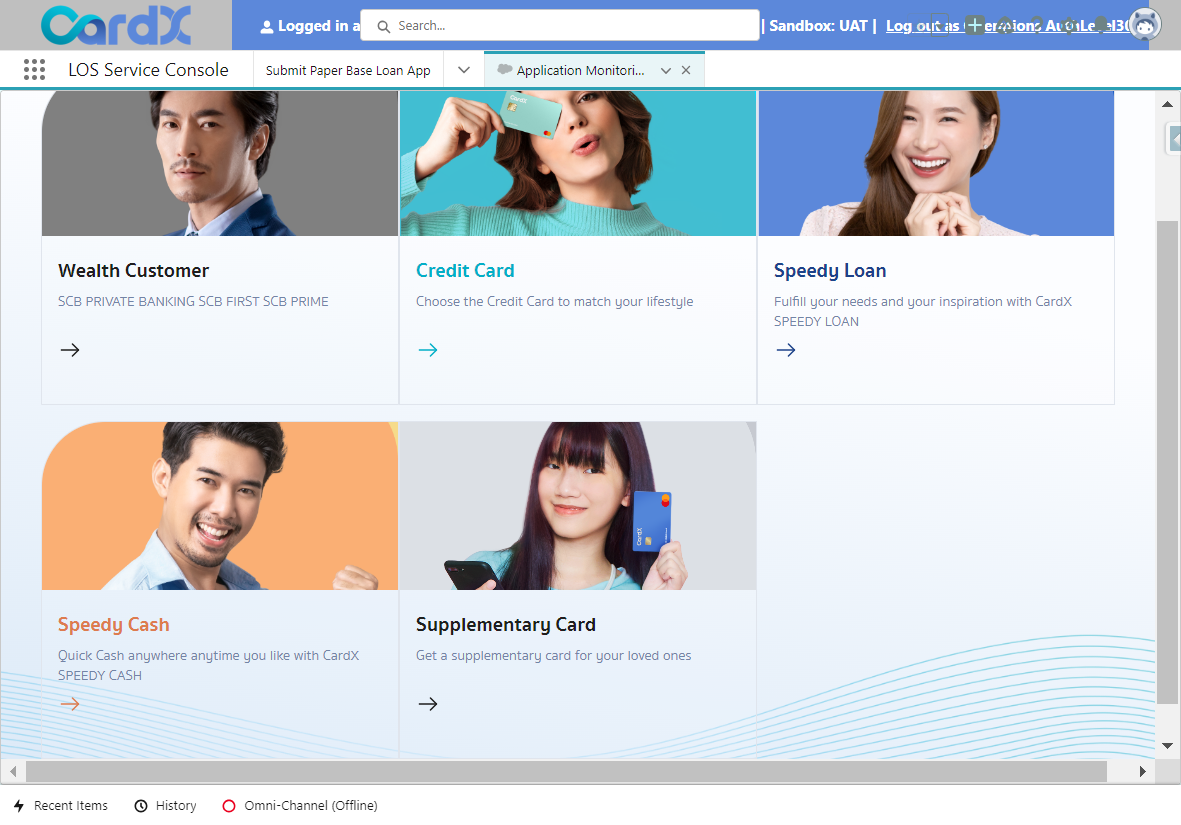 CardX
Logged in a
Search...
| Sandbox: UAT |
Log out as
LOS Service Console
Submit Paper Base Loan App
Application Monitori...
CardX
Wealth Customer
SCB PRIVATE BANKING SCB FIRST SCB PRIME
Credit Card
Choose the Credit Card to match your lifestyle
Speedy Loan
Fulfill your needs and your inspiration with CardX
SPEEDY LOAN
CardX
Speedy Cash
Quick Cash anywhere anytime you like with CardX
SPEEDY CASH
Supplementary Card
Get a supplementary card for your loved ones
Recent Items
History
Omni-Channel (Offline)